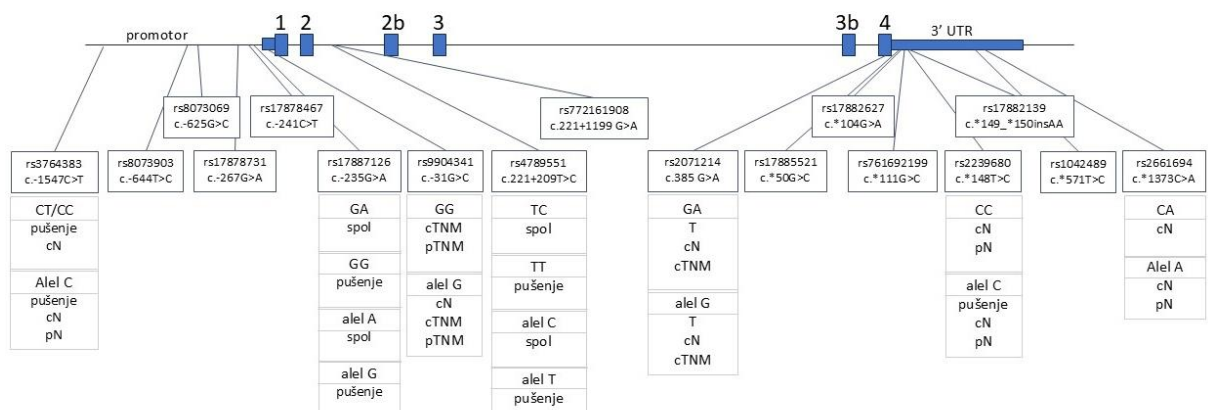 promotor
1
2
2b
3
3b
4
3' UTR
rs8073069
c.-625G>C
rs17878467
c.-241C>T
rs772161908
c.221+1199 G>A
rs17882627
c.*104G>A
rs17882139
c.*149_*150insAA
rs3764383
c.-1547C>T
rs8073903
c.-644T>C
rs17878731
c.-267G>A
rs17887126
c.-235G>A
rs9904341
c.-31G>C
rs4789551
c.221+209T>C
rs2071214
c.385 G>A
rs17885521
c.*50G>C
rs761692199
c.*111G>C
rs2239680
c.*148T>C
rs1042489
c.*571T>C
rs2661694
c.*1373C>A
CT/CC
pušenje
cN
Alel C
pušenje
cN
pN
GA
spol
GG
pušenje
alel A
spol
alel G
pušenje
GG
cTNM
pTNM
alel G
cN
cTNM
pTNM
TC
spol
TT
pušenje
alel C
spol
alel T
pušenje
GA
T
cN
cTNM
alel G
T
cN
cTNM
CC
cN
pN
alel C
pušenje
cN
pN
CA
cN
Alel A
cN
pN